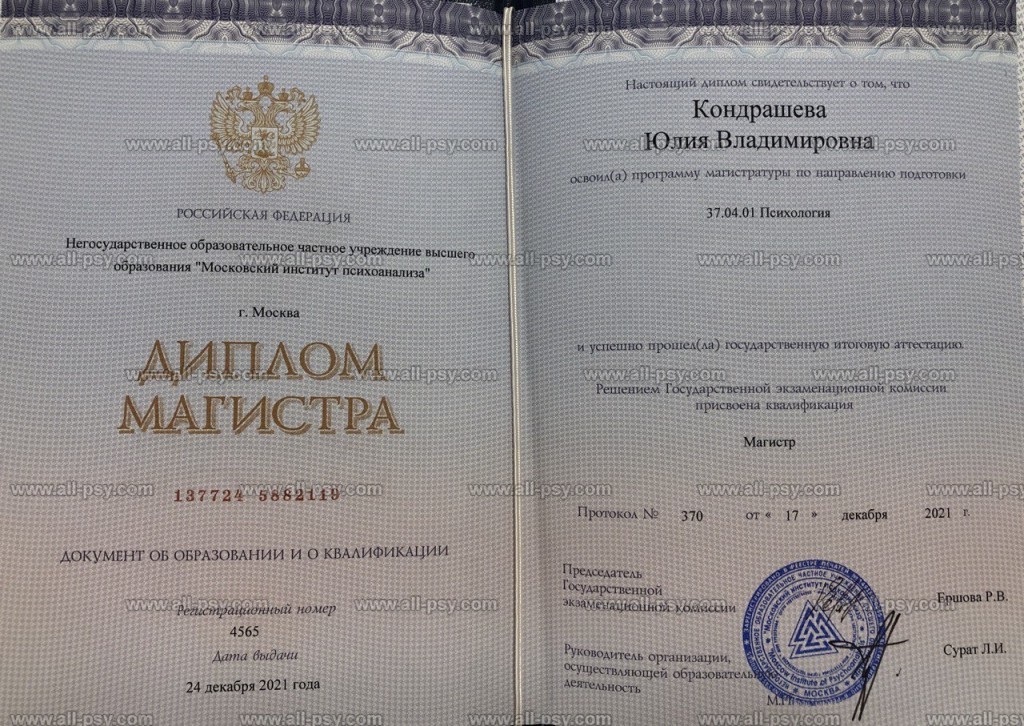 РОССИЙСКАЯ ФЕДЕРАЦИЯ
Негосударственное образовательное частное учреждение высшего
образования "Московский институт психоанализа"
г. Москва
ДИПЛОМ
МАГИСТРА
137724 5882119
ДОКУМЕНТ ОБ ОБРАЗОВАНИИ И О КВАЛИФИКАЦИИ
Регистрационный номер
4565
Дата выдачи
24 декабря 2021 года
Настоящий диплом свидетельствует о том, что
Кондрашева
Юлия Владимировна
освоил(а) программу магистратуры по направлению подготовки
37.04.01 Психология
и успешно прошел(ла) государственную итоговую аттестацию
Решением Государственной экзаменационной комиссии
присвоена квалификация
Магистр
Протокол № 370 от « 17 » декабря 2021 г.
Председатель
Государственной
экзаменационной комиссии
Ершова Р.В.
Руководитель организации,
осуществляющей образовательную
деятельность
Сурат Л.И.
М.П.
МОСКВА
www.all-psy.com